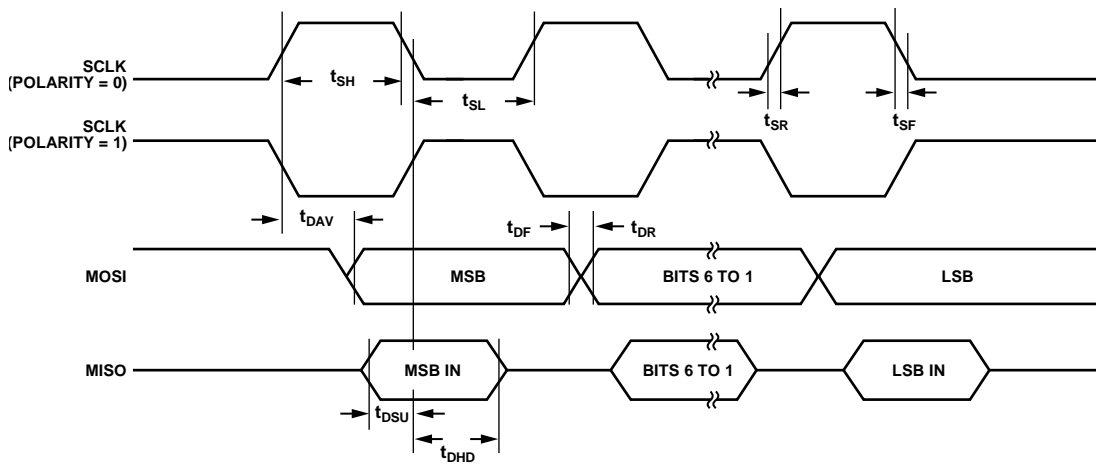 SCLK
(POLARITY = 0)
tSH
tSL
tSR
tSF
SCLK
(POLARITY = 1)
tDAV
tDF
tDR
MOSI
MSB
BITS 6 TO 1
LSB
MISO
MSB IN
BITS 6 TO 1
LSB IN
tDSU
tDHD